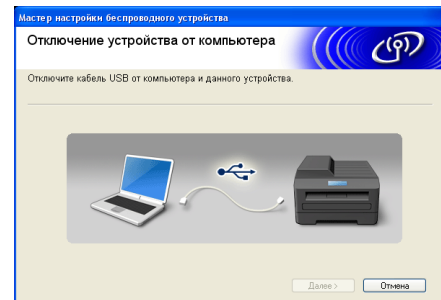 Мастер настройки беспроводного устройства
Отключение устройства от компьютера
Отключите кабель USB от компьютера и данного устройства.
Далее >
Отмена